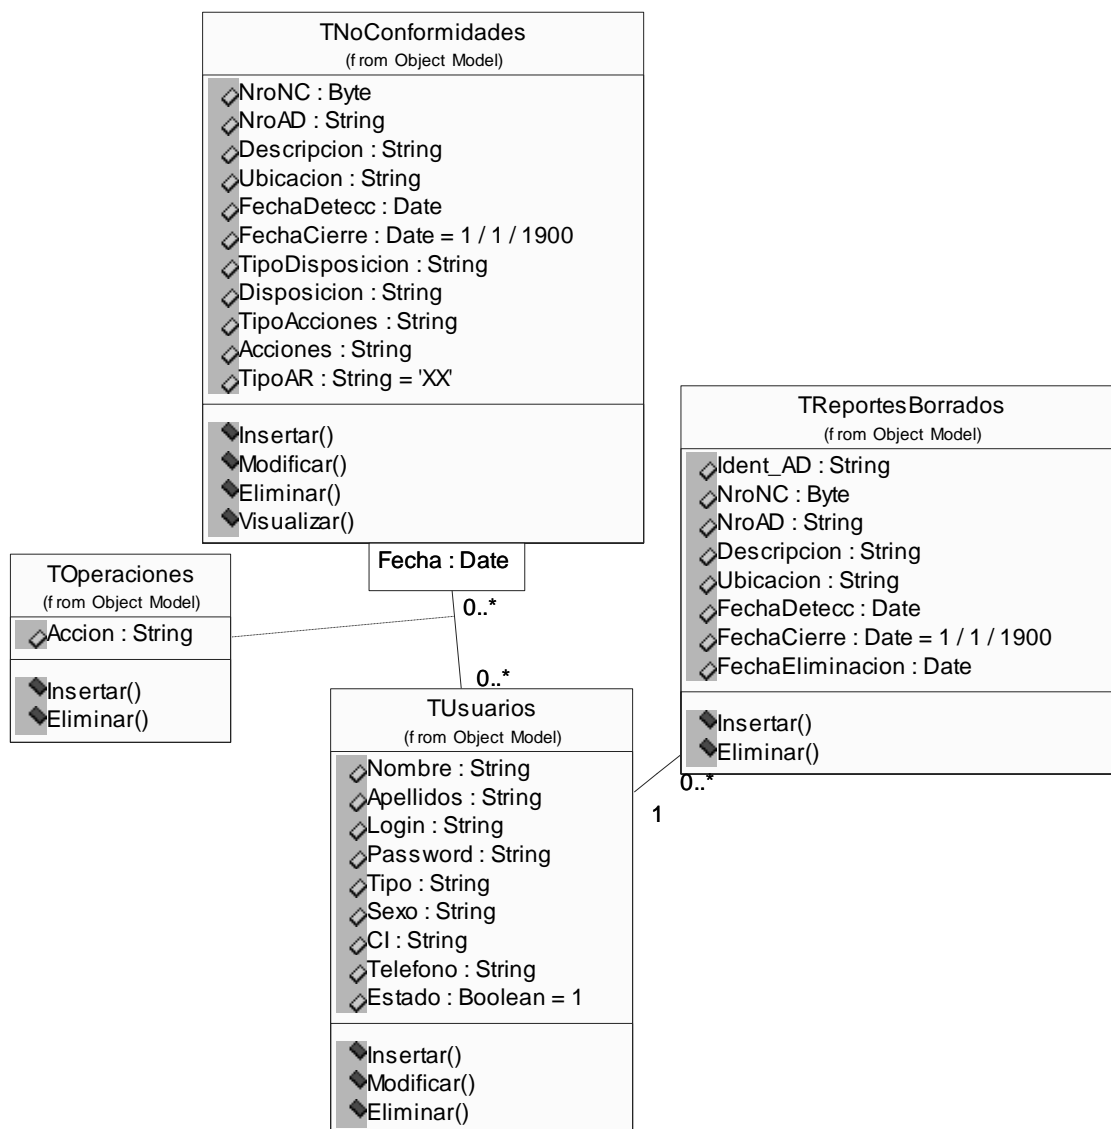 TNoConformidades
(from Object Model)
NroNC : Byte
NroAD : String
Descripcion : String
Ubicacion : String
FechaDetecc : Date
FechaCierre : Date = 1 / 1 / 1900
TipoDisposicion : String
Disposicion : String
TipoAcciones : String
Acciones : String
TipoAR : String = 'XX'
Insertar()
Modificar()
Eliminar()
Visualizar()
Fecha : Date
0..*
0..*
TOperaciones
(from Object Model)
Accion : String
Insertar()
Eliminar()
TReportesBorrados
(from Object Model)
Ident_AD : String
NroNC : Byte
NroAD : String
Descripcion : String
Ubicacion : String
FechaDetecc : Date
FechaCierre : Date = 1 / 1 / 1900
FechaEliminacion : Date
Insertar()
Eliminar()
0..*
1
TUsuarios
(from Object Model)
Nombre : String
Apellidos : String
Login : String
Password : String
Tipo : String
Sexo : String
CI : String
Telefono : String
Estado : Boolean = 1
Insertar()
Modificar()
Eliminar()